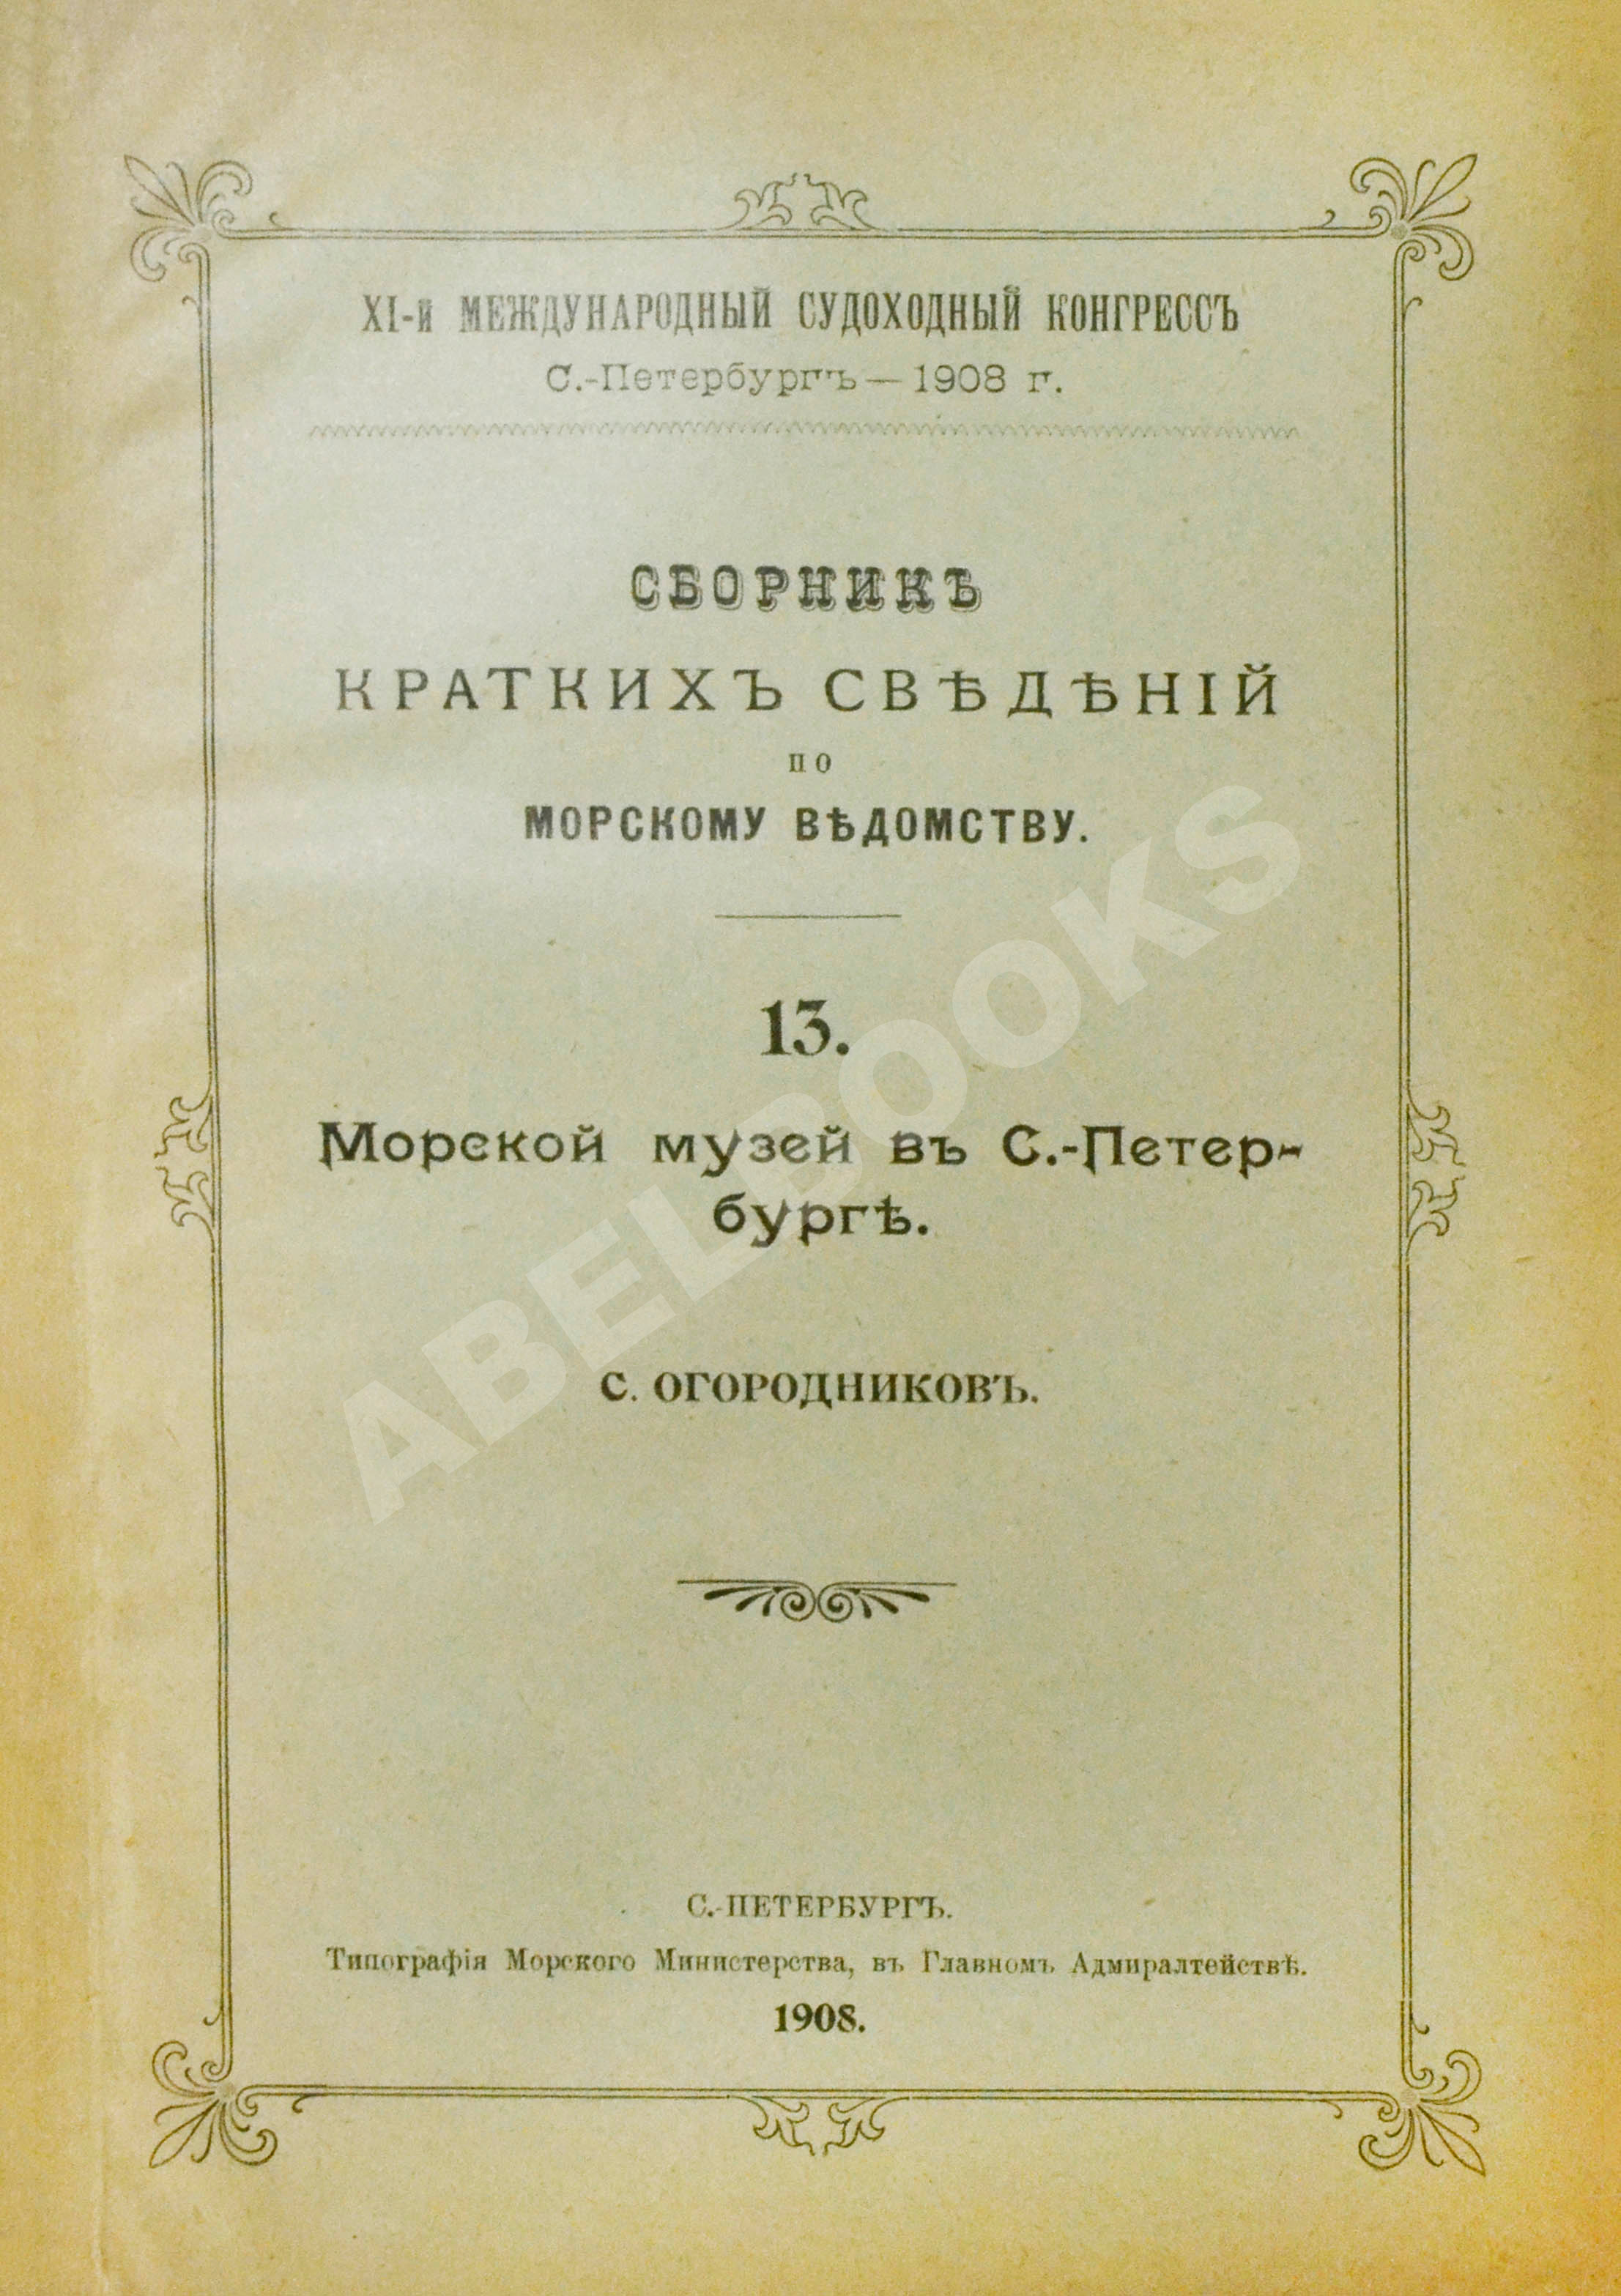 XI-й МЕЖДУНАРОДНЫЙ СУДОХОДНЫЙ КОНГРЕССЪ
С.-Петербургъ — 1908 г.
СБОРНИКЪ
КРАТКИХЪ СВѢДѢНІЙ
ПО
МОРСКОМУ ВѢДОМСТВУ.
13.
Морской музей въ С.-Петер-
бургѣ.
С. ОГОРОДНИКОВЪ.
ABELBOOKS
С.-ПЕТЕРБУРГЪ.
Типографія Морского Министерства, въ Главномъ Адмиралтействѣ.
1908.